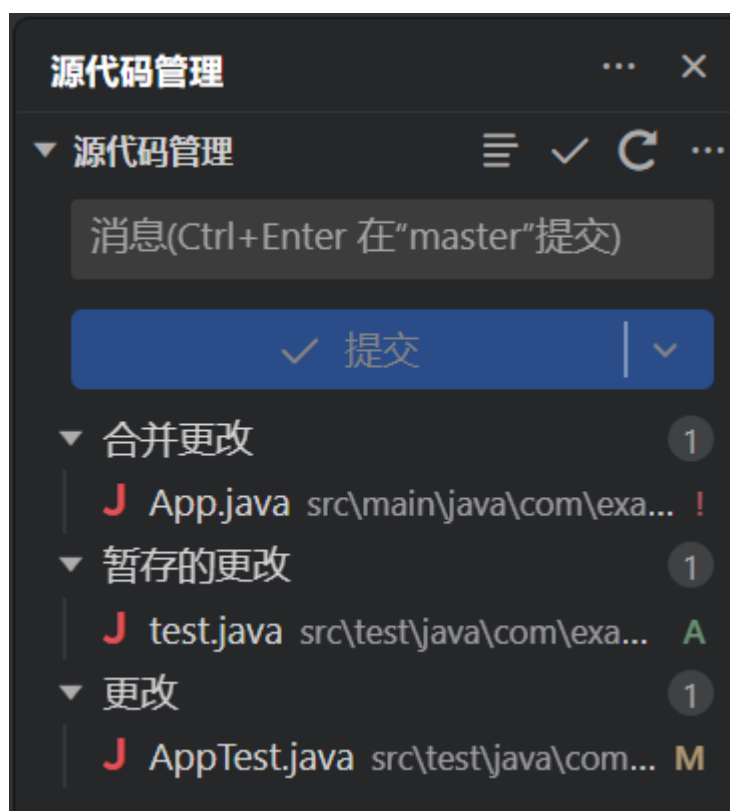 源代码管理
源代码管理
消息(Ctrl+Enter 在“master”提交)
提交
合并更改 1
J App.java src\main\java\com\exa... !
暂存的更改 1
J test.java src\test\java\com\exa... A
更改 1
J AppTest.java src\test\java\com... M